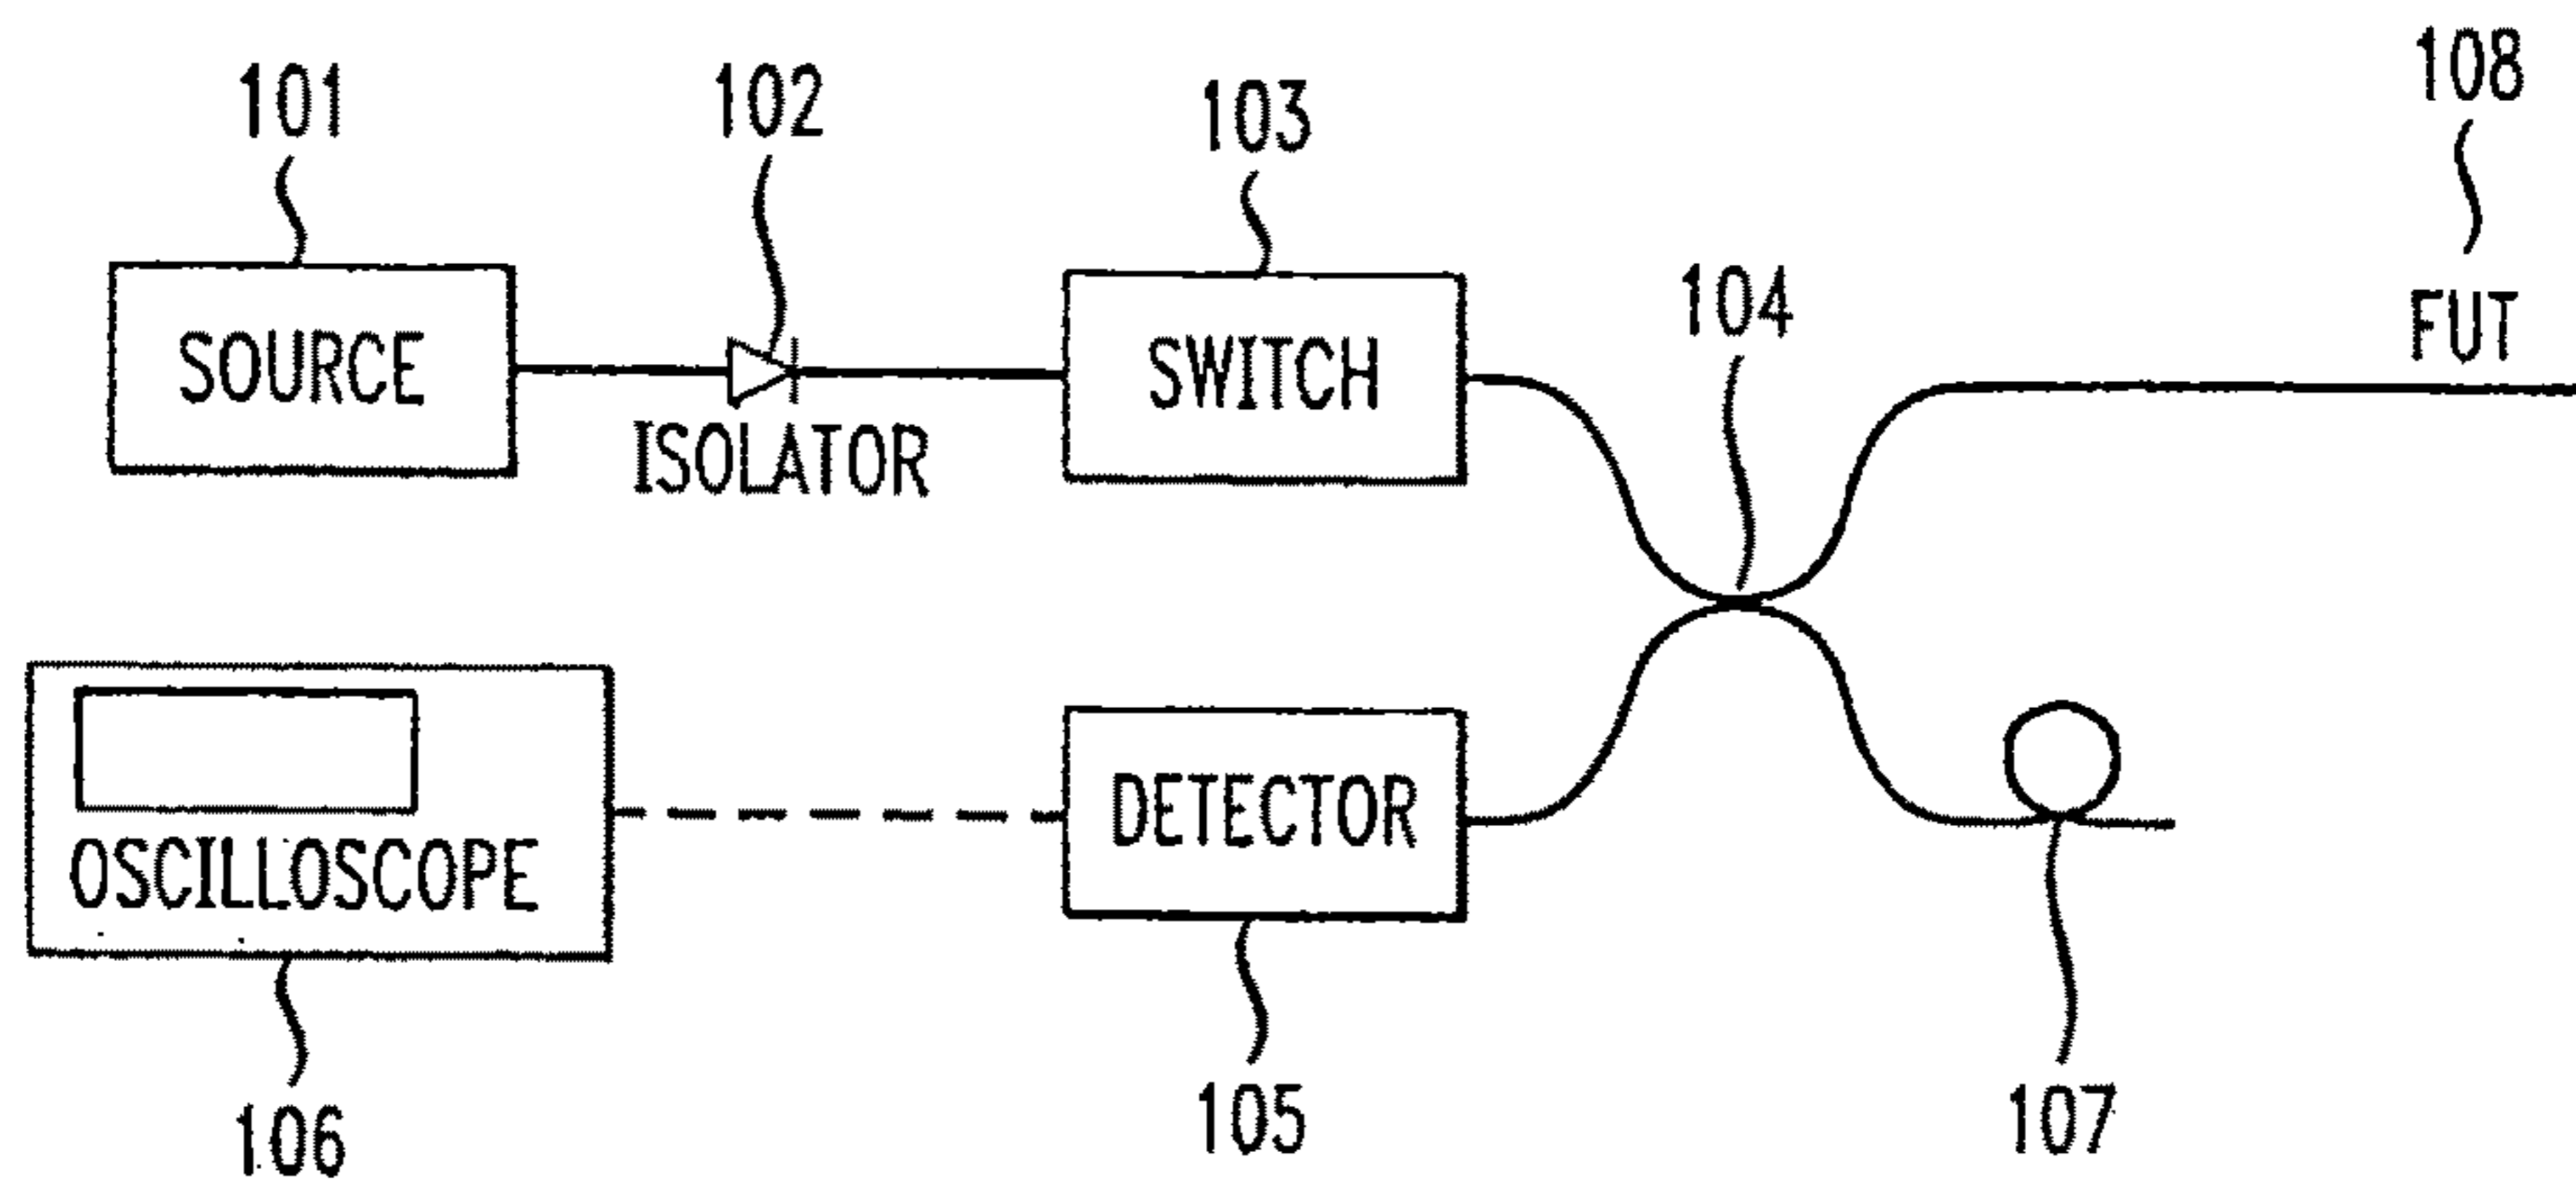 101
102
103
108
SOURCE
ISOLATOR
SWITCH
104
FUT
OSCILLOSCOPE
DETECTOR
106
105
107